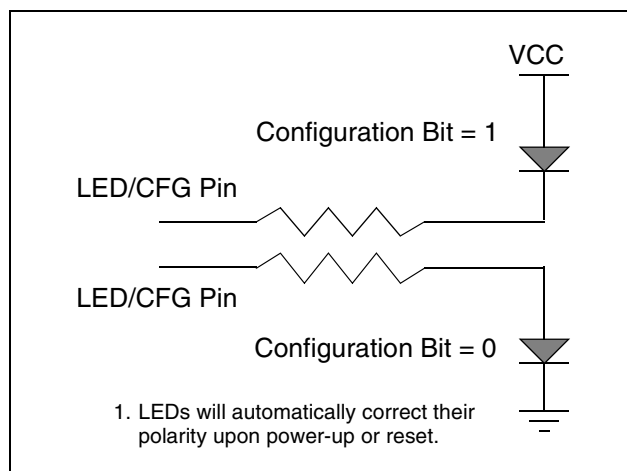 VCC
Configuration Bit = 1
LED/CFG Pin
LED/CFG Pin
Configuration Bit = 0
1. LEDs will automatically correct their
polarity upon power-up or reset.